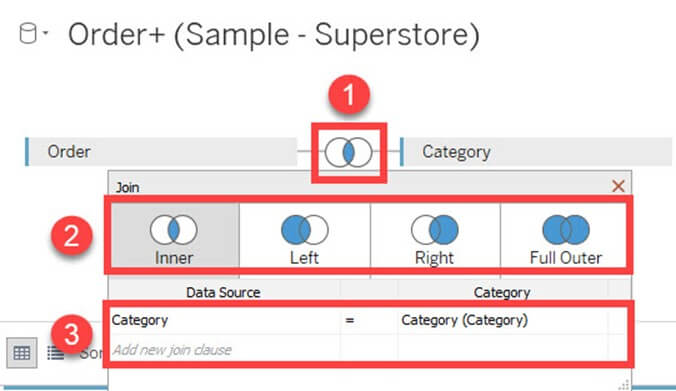 Order+ (Sample - Superstore)
1
Order
Category
Join
2
Inner Left Right Full Outer
Data Source Category
3
Category = Category (Category)
Add new join clause